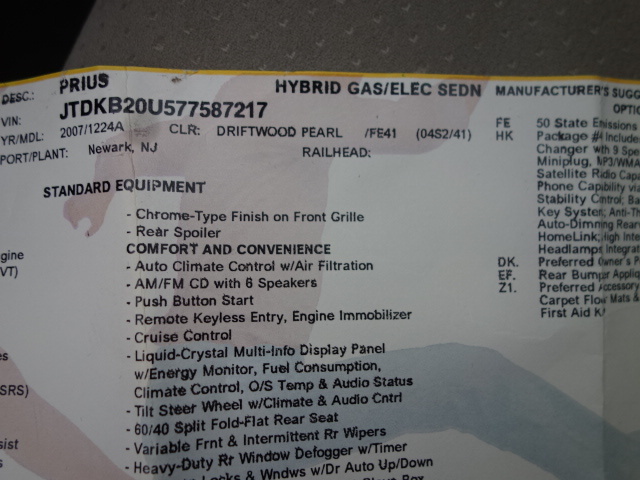 DESC.: PRIUS HYBRID GAS/ELEC SEDN MANUFACTURER'S SUGG
VIN: JTDKB20U577587217 OPTIO
YR/MDL: 2007/1224A CLR: DRIFTWOOD PEARL /FE41 (04S2/41) FE 50 State Emissions
PORT/PLANT: Newark, NJ RAILHEAD: HK Package #4 Include
Changer w/th 9 Spe
Miniplug, MP3/WMA
Satellite Radio Capa
STANDARD EQUIPMENT Phone Capability via
Stability Control; Ba
- Chrome-Type Finish on Front Grille Key System; Anti-Th
- Rear Spoiler Auto-Dimming Rear
COMFORT AND CONVENIENCE HomeLink; High Inte
gine - Auto Climate Control w/Air Filtration Headlamps Integrat
VT) - AM/FM CD with 6 Speakers DK. Preferred Owner's P
- Push Button Start EF. Rear Bumper Applique
- Remote Keyless Entry, Engine Immobilizer Z1. Preferred Accessory
- Cruise Control Carpet Floor Mats &
- Liquid-Crystal Multi-Info Display Panel First Aid K
es w/Energy Monitor, Fuel Consumption,
SRS) Climate Control, O/S Temp & Audio Status
- Tilt Steer Wheel w/Climate & Audio Cntrl
- 60/40 Split Fold-Flat Rear Seat
sist - Variable Frnt & Intermittent Rr Wipers
s - Heavy-Duty Rr Window Defogger w/Timer
Locks & Wndws w/Dr Auto Up/Down
Box